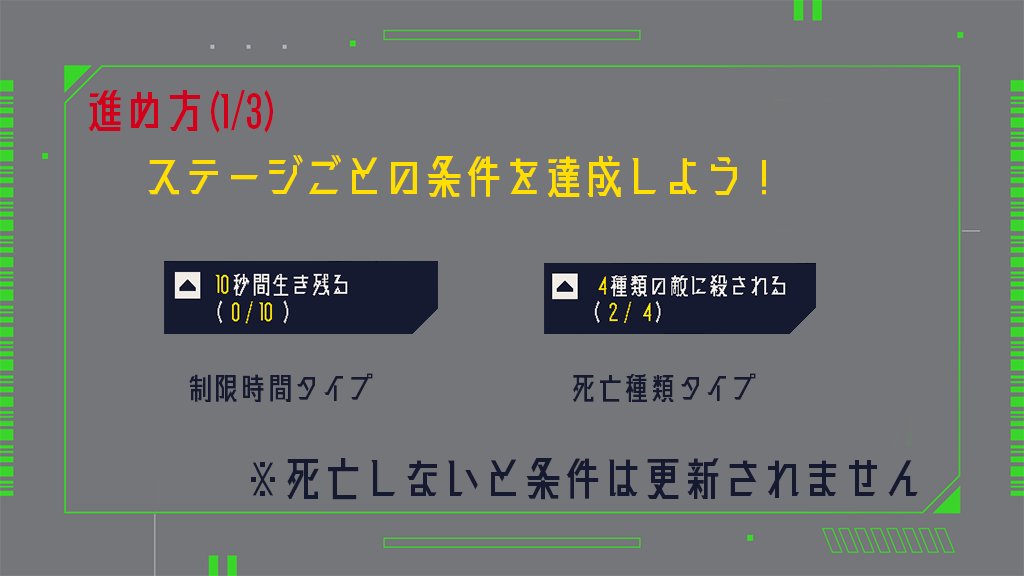 進め方(1/3)
ステージごとの条件を達成しよう！
10秒間生き残る
( 0/10 )
4種類の敵に殺される
( 2/ 4)
制限時間タイプ
死亡種類タイプ
※死亡しないと条件は更新されません